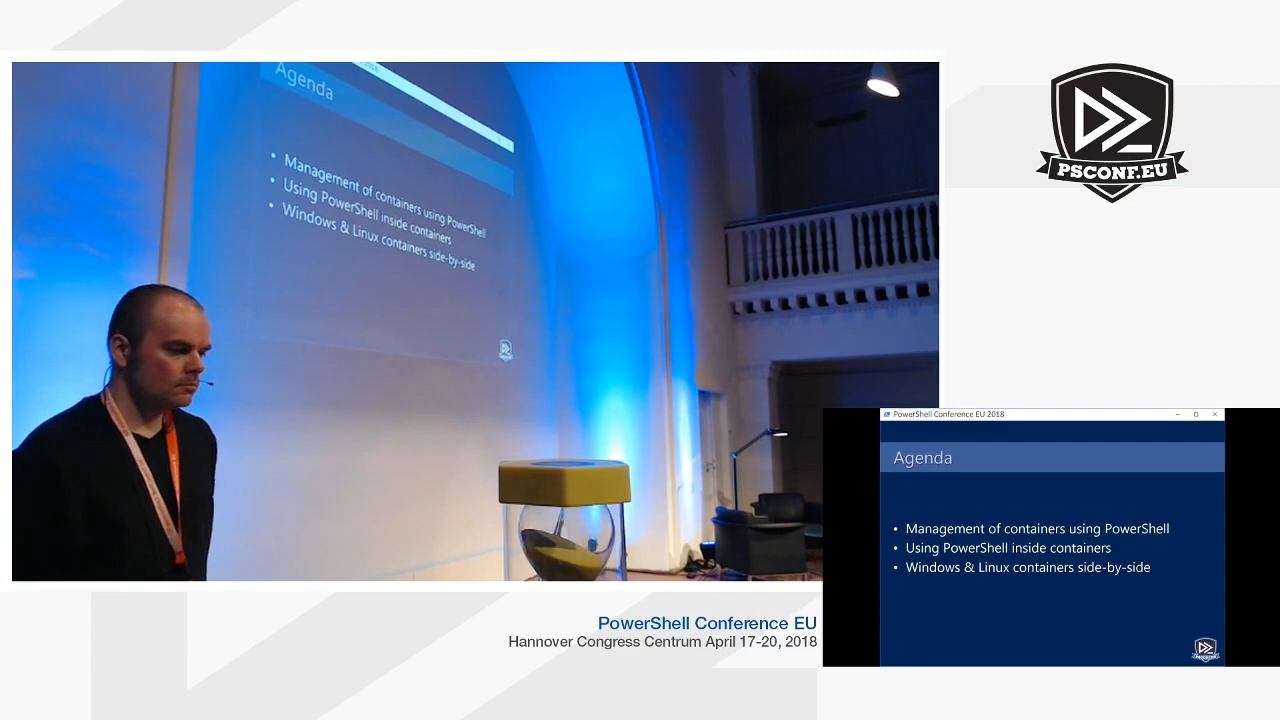 Agenda
• Management of containers using PowerShell
• Using PowerShell inside containers
• Windows & Linux containers side-by-side
PSCONF.EU
PowerShell Conference EU 2018
Agenda
• Management of containers using PowerShell
• Using PowerShell inside containers
• Windows & Linux containers side-by-side
PSCONF.EU
PowerShell Conference EU
Hannover Congress Centrum April 17-20, 2018